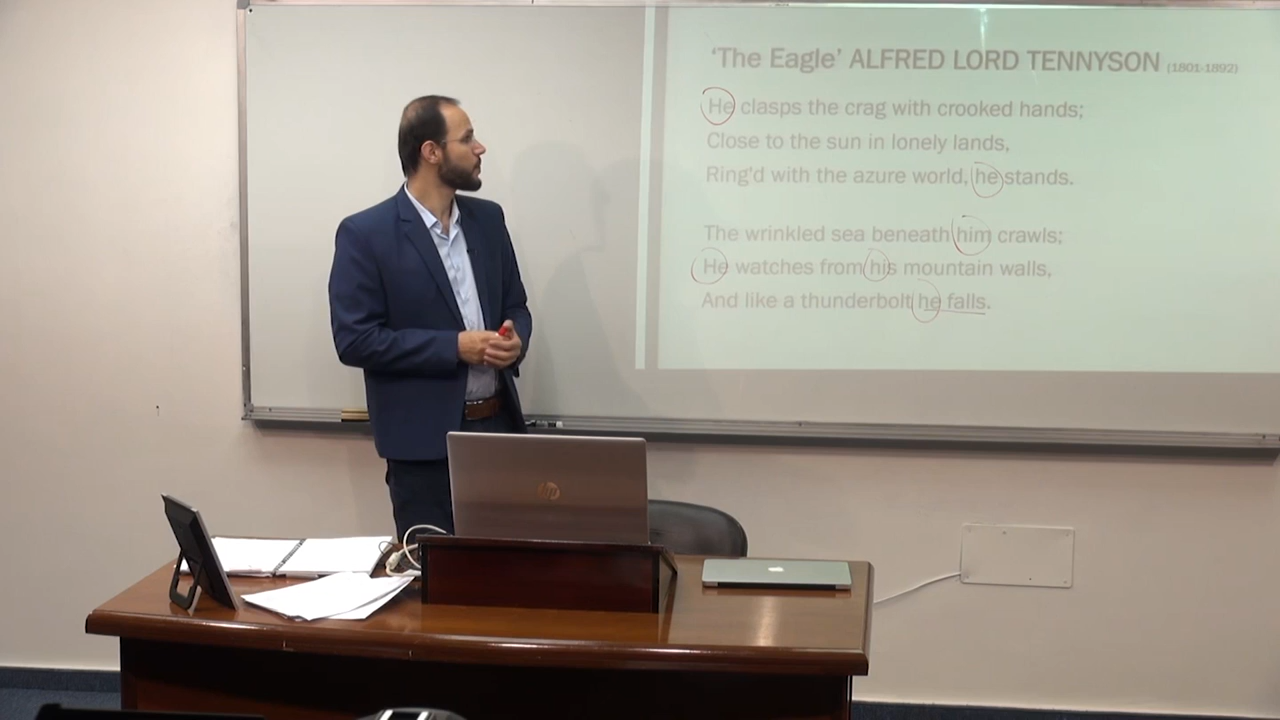 ‘The Eagle’ ALFRED LORD TENNYSON (1801-1892)
He clasps the crag with crooked hands;
Close to the sun in lonely lands,
Ring'd with the azure world, he stands.
The wrinkled sea beneath him crawls;
He watches from his mountain walls,
And like a thunderbolt he falls.
hp